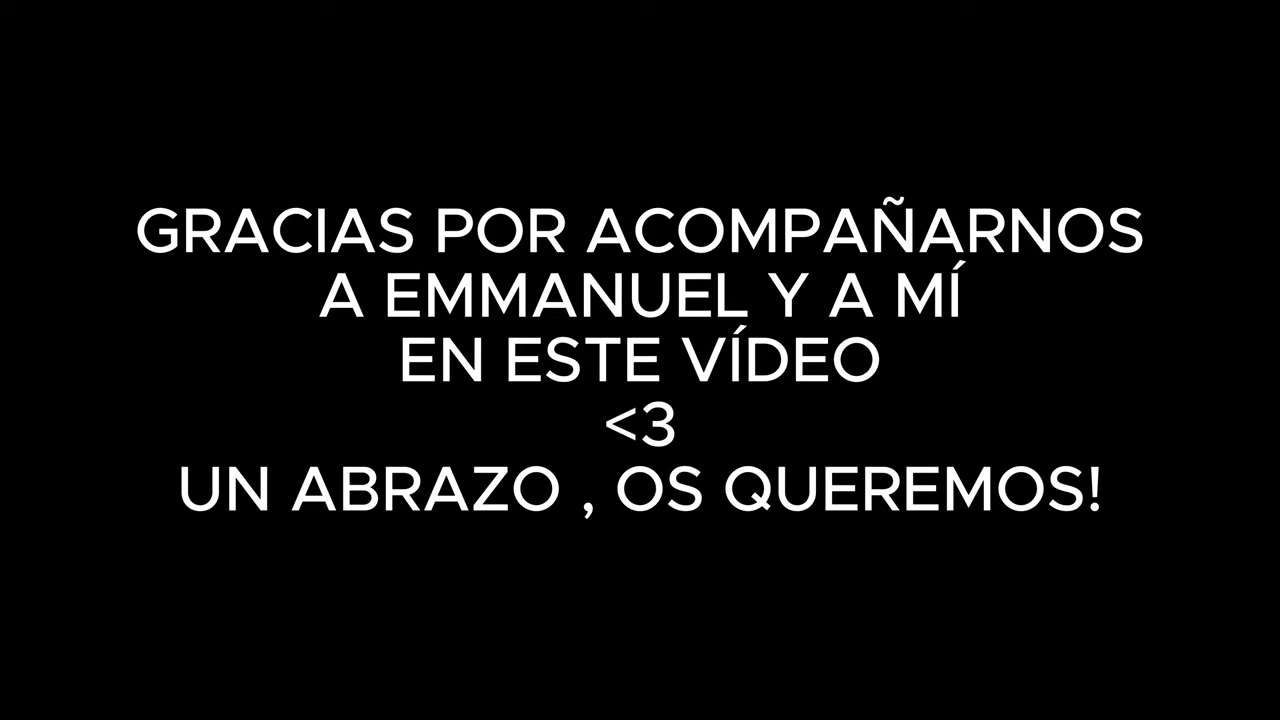 GRACIAS POR ACOMPAÑARNOS
A EMMANUEL Y A MÍ
EN ESTE VÍDEO
<3
UN ABRAZO , OS QUEREMOS!